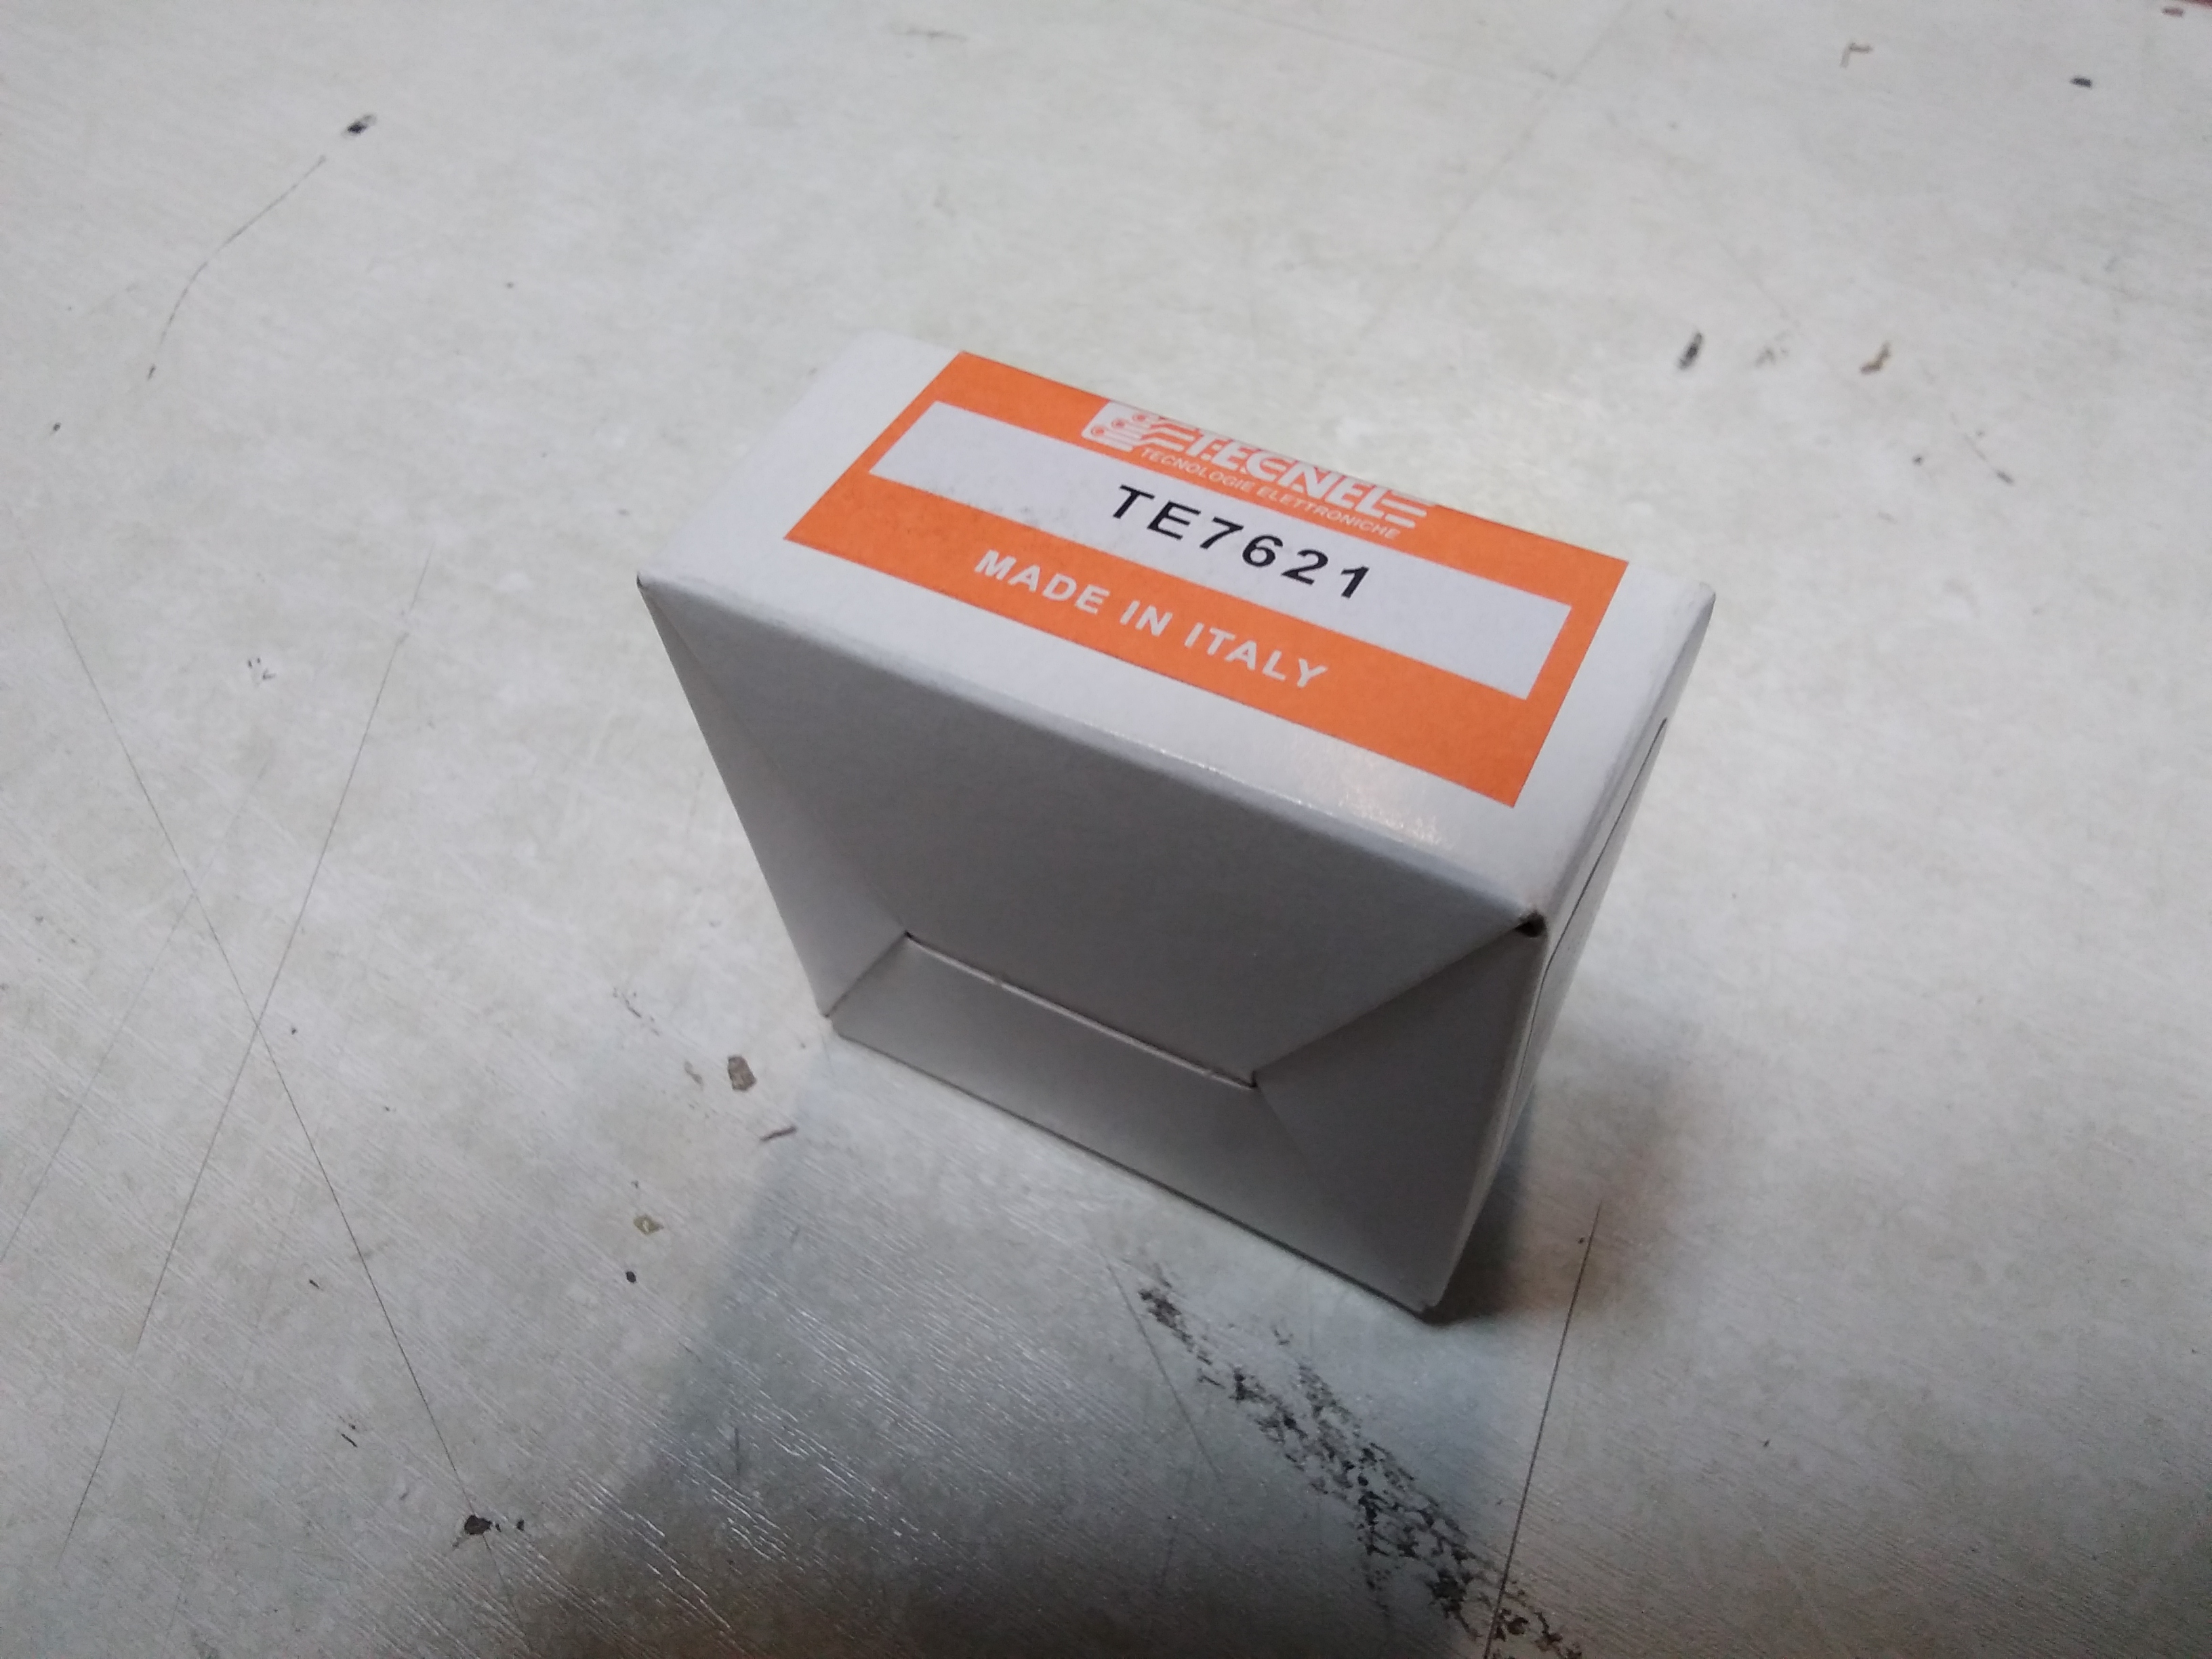 TECNEL
TECNOLOGIE ELETTRONICHE
TE7621
MADE IN ITALY